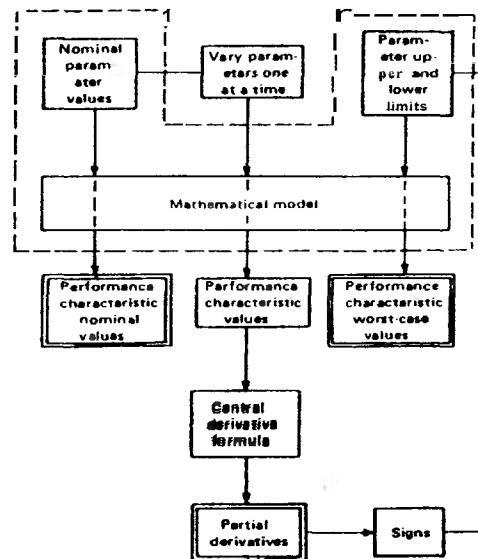 Nominal
param-
eter
values
Vary param-
eters one
at a time
Param-
eter up-
per and
lower
limits
Mathematical model
Performance
characteristic
nominal
values
Performance
characteristic
values
Performance
characteristic
worst-case
values
Central
derivative
formula
Partial
derivatives
Signs